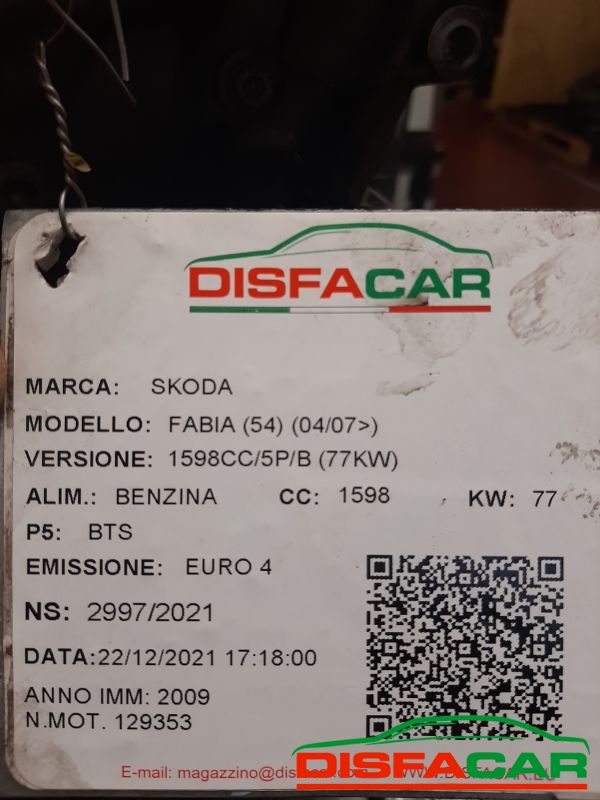 DISFACAR
MARCA: SKODA
MODELLO: FABIA (54) (04/07>)
VERSIONE: 1598CC/5P/B (77KW)
ALIM.: BENZINA CC: 1598 KW: 77
P5: BTS
EMISSIONE: EURO 4
NS: 2997/2021
DATA:22/12/2021 17:18:00
ANNO IMM: 2009
N.MOT. 129353
DISFACAR
E-mail: